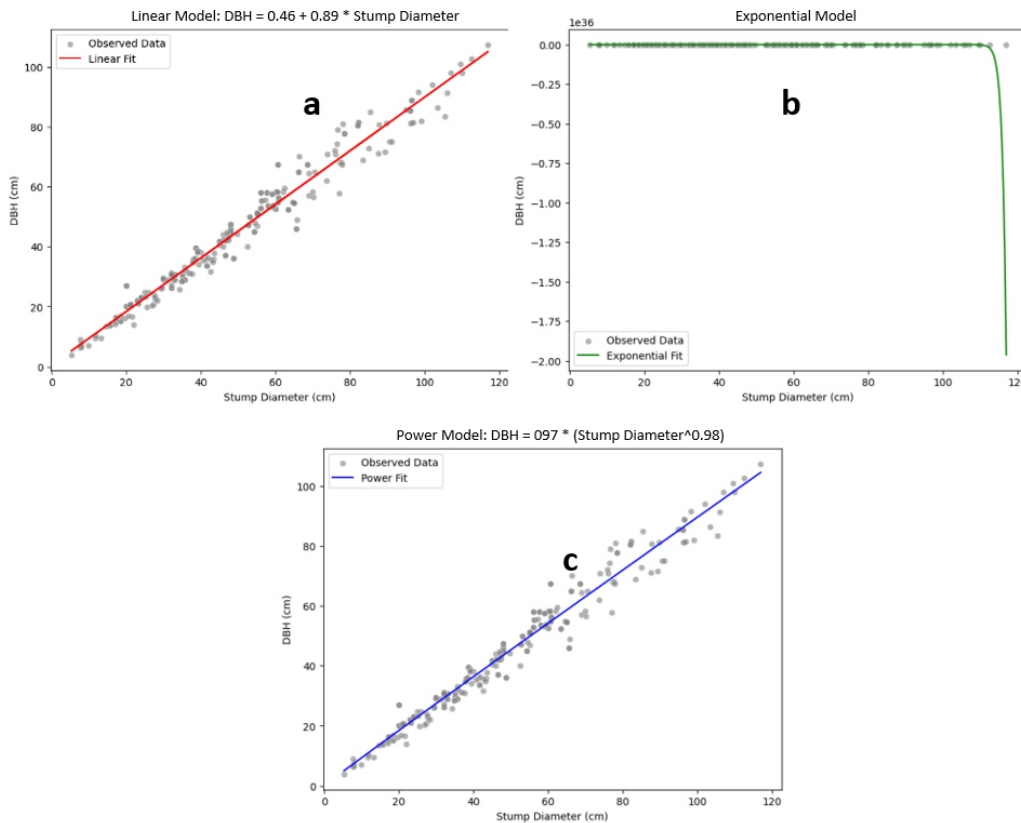 Linear Model: DBH = 0.46 + 0.89 * Stump Diameter
Observed Data
Linear Fit
a
100
80
60
40
20
0
DBH (cm)
0 20 40 60 80 100 120
Stump Diameter (cm)
Exponential Model
1e36
0.00
−0.25
−0.50
−0.75
−1.00
−1.25
−1.50
−1.75
−2.00
DBH (cm)
b
Observed Data
Exponential Fit
0 20 40 60 80 100 120
Stump Diameter (cm)
Power Model: DBH = 097 * (Stump Diameter^0.98)
Observed Data
Power Fit
c
100
80
60
40
20
0
DBH (cm)
0 20 40 60 80 100 120
Stump Diameter (cm)